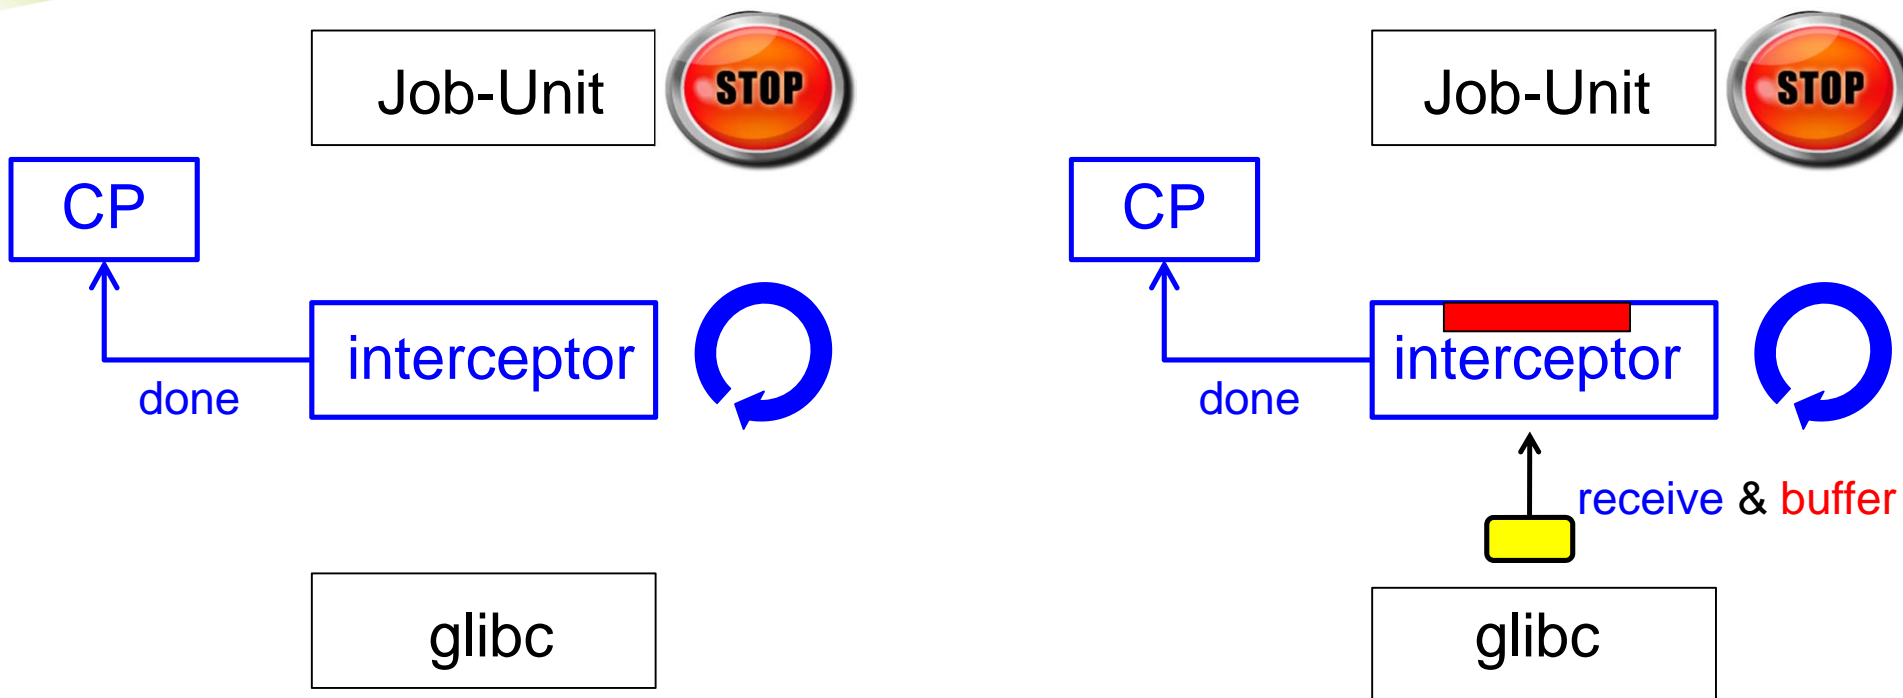 Job-Unit
STOP
CP
interceptor
done
glibc
Job-Unit
STOP
CP
interceptor
done
receive & buffer
glibc